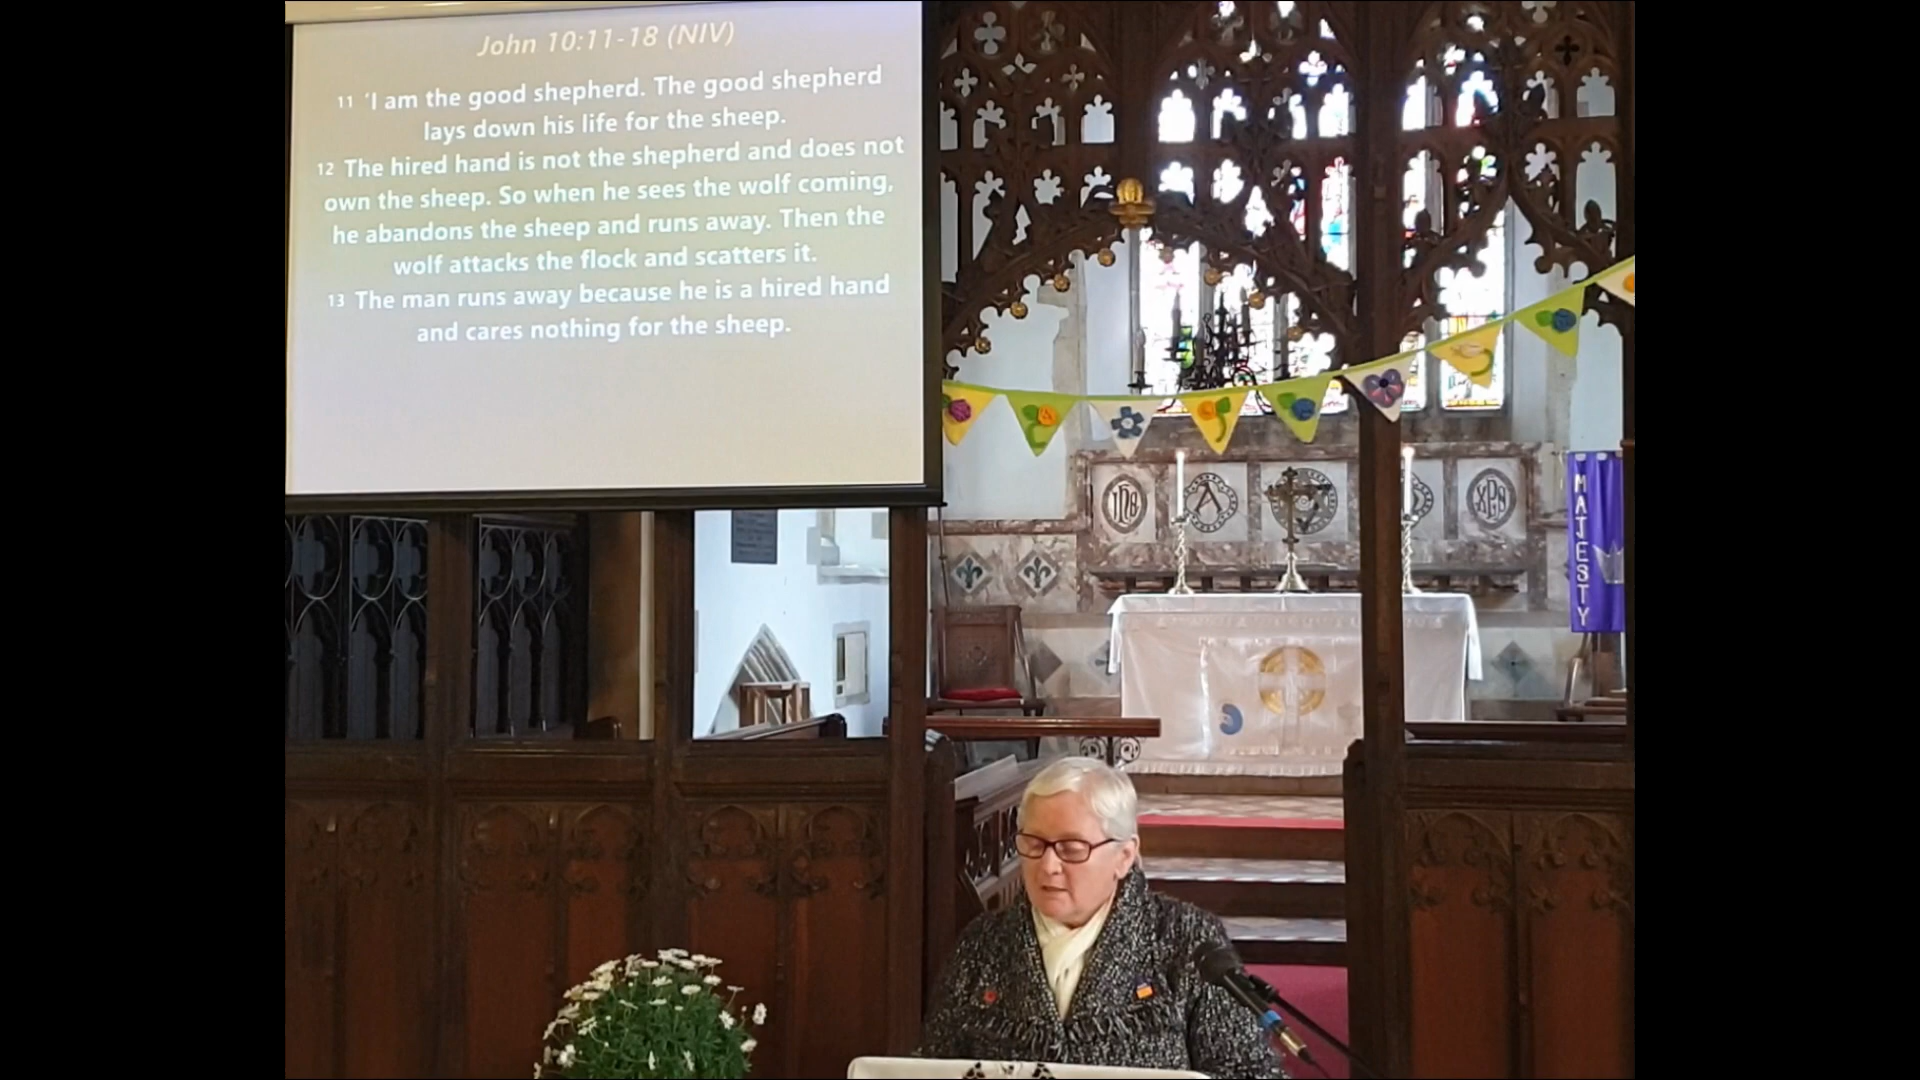 John 10:11-18 (NIV)
11 ‘I am the good shepherd. The good shepherd
lays down his life for the sheep.
12 The hired hand is not the shepherd and does not
own the sheep. So when he sees the wolf coming,
he abandons the sheep and runs away. Then the
wolf attacks the flock and scatters it.
13 The man runs away because he is a hired hand
and cares nothing for the sheep.
IHS
XPS
MAJESTY